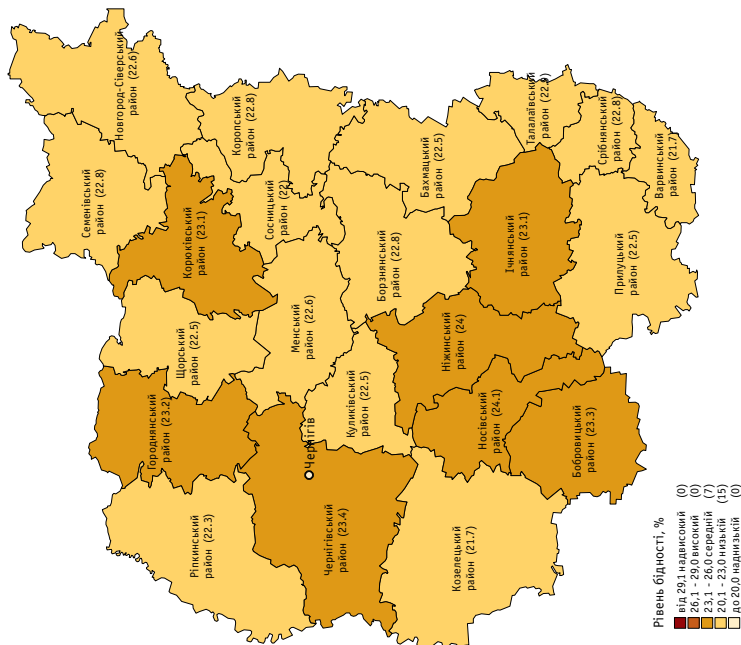 Новгород-Сіверський
район (22.6)
Семенівський
район (22.8)
Коропський
район (22.8)
Сосницький
район (22)
Корюківський
район (23.1)
Щорський
район (22.5)
Городнянський
район (23.2)
Ріпкинський
район (22.3)
Менський
район (22.6)
Куликівський
район (22.5)
Чернігів
Чернігівський
район (23.4)
Козелецький
район (21.7)
Бобровицький
район (23.3)
Носівський
район (24.1)
Ніжинський
район (24)
Борзнянський
район (22.8)
Бахмацький
район (22.5)
Ічнянський
район (23.1)
Талалаївський
район (22.9)
Срібнянський
район (22.8)
Варвинський
район (21.7)
Прилуцький
район (22.5)
Рівень бідності, %
від 29,1 надвисокий (0)
26,1 - 29,0 високий (0)
23,1 - 26,0 середній (7)
20,1 - 23,0 низькій (15)
до 20,0 наднизькій (0)